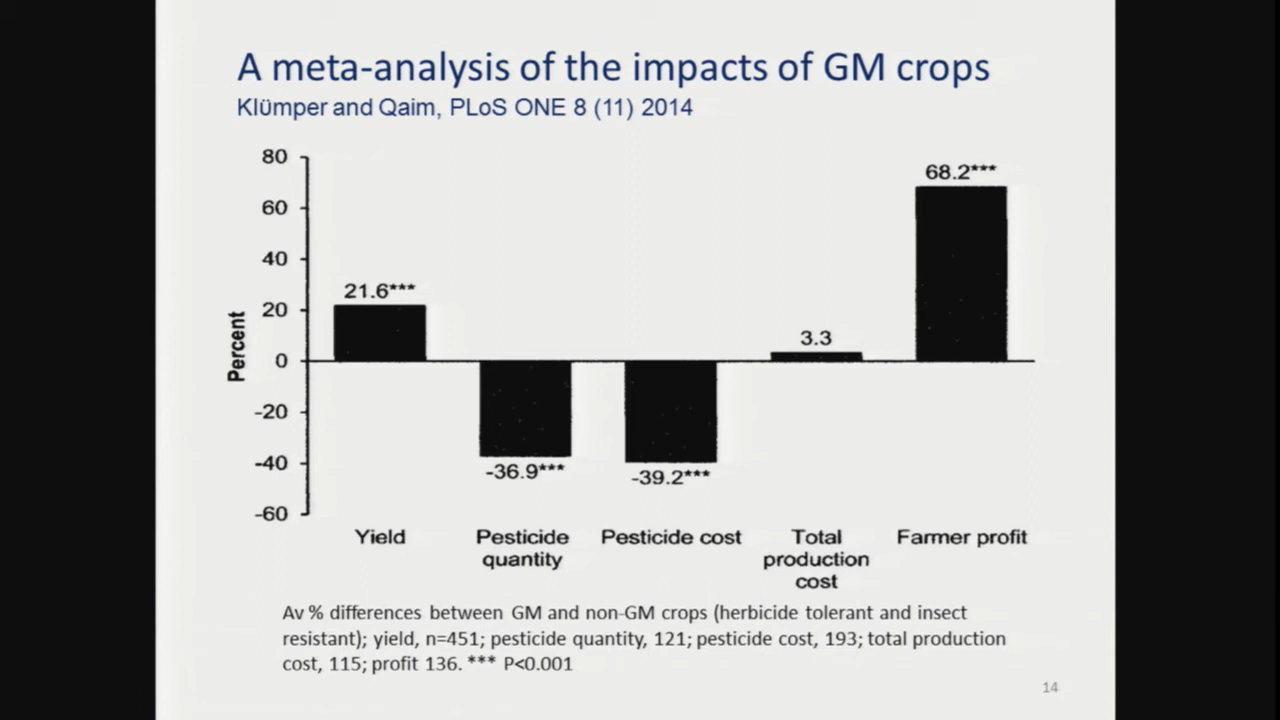 A meta-analysis of the impacts of GM crops
Klümper and Qaim, PLoS ONE 8 (11) 2014
80
60
40
20
0
-20
-40
-60
Percent
21.6***
-36.9***
-39.2***
3.3
68.2***
Yield
Pesticide
quantity
Pesticide cost
Total
production
cost
Farmer profit
Av % differences between GM and non-GM crops (herbicide tolerant and insect
resistant); yield, n=451; pesticide quantity, 121; pesticide cost, 193; total production
cost, 115; profit 136. *** P<0.001
14